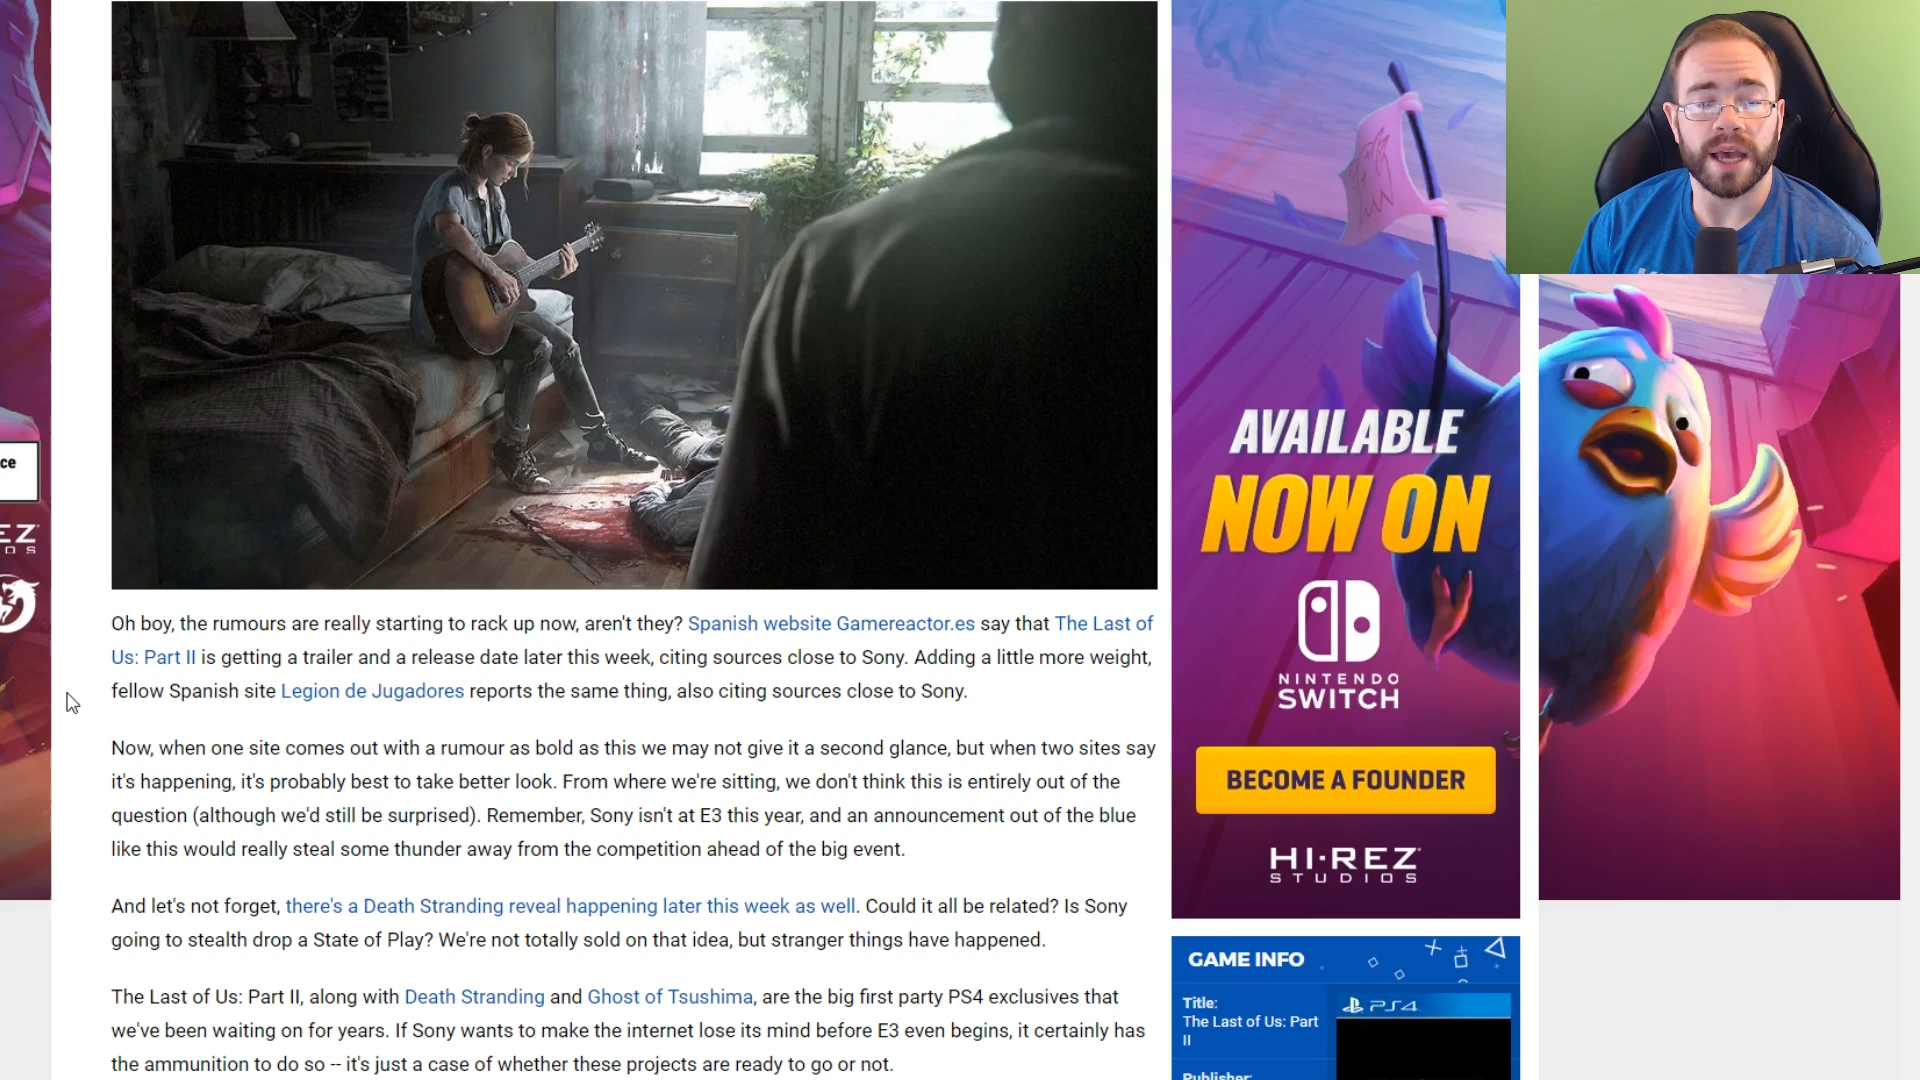 Oh boy, the rumours are really starting to rack up now, aren't they? Spanish website Gamereactor.es say that The Last of
Us: Part II is getting a trailer and a release date later this week, citing sources close to Sony. Adding a little more weight,
fellow Spanish site Legion de Jugadores reports the same thing, also citing sources close to Sony.
Now, when one site comes out with a rumour as bold as this we may not give it a second glance, but when two sites say
it's happening, it's probably best to take better look. From where we're sitting, we don't think this is entirely out of the
question (although we'd still be surprised). Remember, Sony isn't at E3 this year, and an announcement out of the blue
like this would really steal some thunder away from the competition ahead of the big event.
And let's not forget, there's a Death Stranding reveal happening later this week as well. Could it all be related? Is Sony
going to stealth drop a State of Play? We're not totally sold on that idea, but stranger things have happened.
The Last of Us: Part II, along with Death Stranding and Ghost of Tsushima, are the big first party PS4 exclusives that
we've been waiting on for years. If Sony wants to make the internet lose its mind before E3 even begins, it certainly has
the ammunition to do so -- it's just a case of whether these projects are ready to go or not.
ce
EZ
OS
AVAILABLE
NOW ON
NINTENDO
SWITCH
BECOME A FOUNDER
HI-REZ
STUDIOS
GAME INFO
Title:
The Last of Us: Part
II
Publisher:
PS4